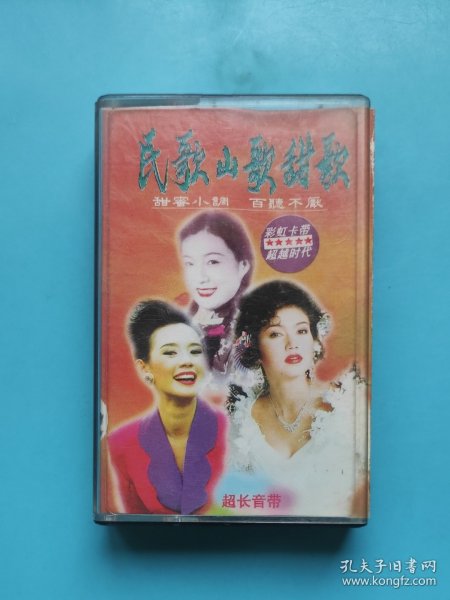 民歌山歌甜歌
甜蜜小調 百聽不厭
彩虹卡带
★★★★★
超越时代
超长音带
孔夫子旧书网
www.kongfz.com